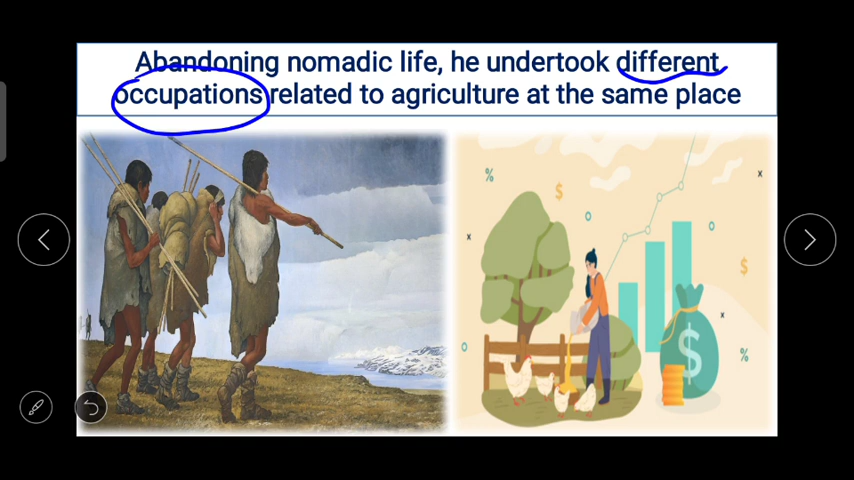 Abandoning nomadic life, he undertook different
occupations related to agriculture at the same place
%
$
x
x
$
x
$
%